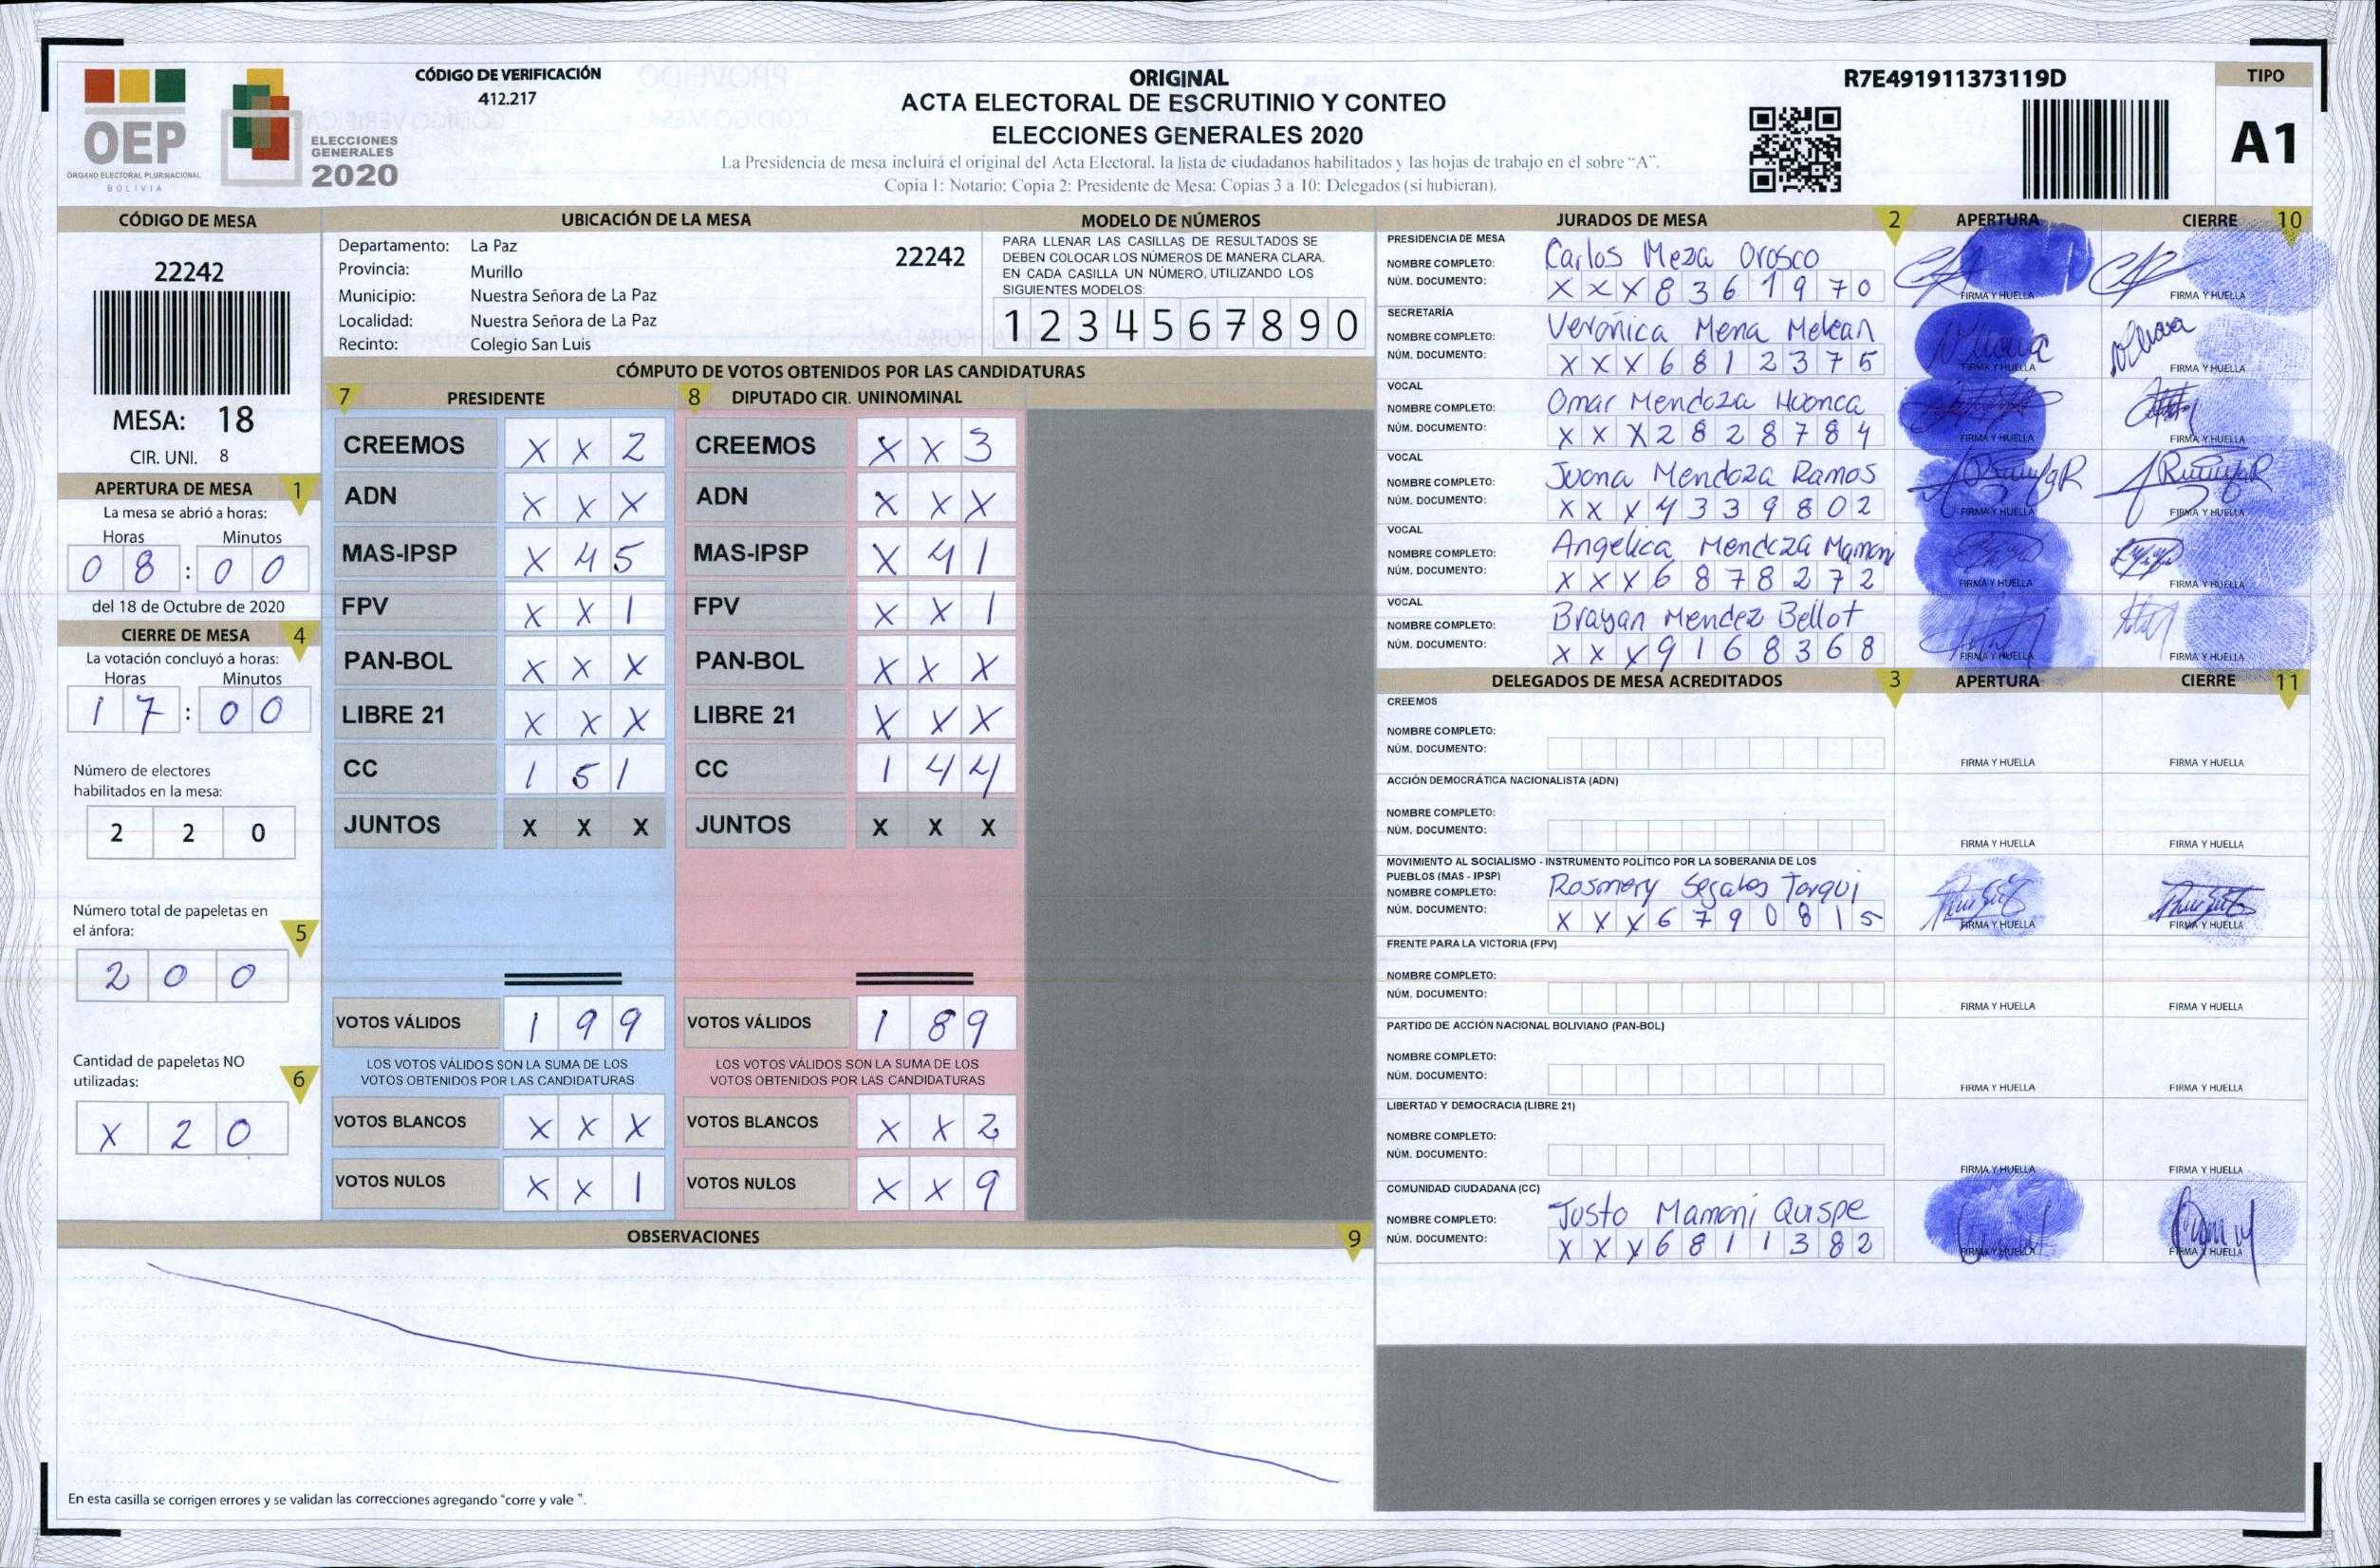 OEP
ÓRGANO ELECTORAL PLURINACIONAL
BOLIVIA
ELECCIONES
GENERALES
2020
CÓDIGO DE VERIFICACIÓN
412.217
ORIGINAL
ACTA ELECTORAL DE ESCRUTINIO Y CONTEO
ELECCIONES GENERALES 2020
La Presidencia de mesa incluirá el original del Acta Electoral, la lista de ciudadanos habilitados y las hojas de trabajo en el sobre "A".
Copia 1: Notario; Copia 2: Presidente de Mesa; Copias 3 a 10: Delegados (si hubieran).
R7E491911373119D
TIPO
A1
CÓDIGO DE MESA
22242
MESA: 18
CIR. UNI. 8
APERTURA DE MESA 1
La mesa se abrió a horas:
Horas Minutos
0 8 : 0 0
del 18 de Octubre de 2020
CIERRE DE MESA 4
La votación concluyó a horas:
Horas Minutos
1 7 : 0 0
Número de electores
habilitados en la mesa:
2 2 0
Número total de papeletas en
el ánfora: 5
2 0 0
Cantidad de papeletas NO
utilizadas: 6
X 2 0
UBICACIÓN DE LA MESA
Departamento: La Paz
22242
Provincia: Murillo
Municipio: Nuestra Señora de La Paz
Localidad: Nuestra Señora de La Paz
Recinto: Colegio San Luis
MODELO DE NÚMEROS
PARA LLENAR LAS CASILLAS DE RESULTADOS SE
DEBEN COLOCAR LOS NÚMEROS DE MANERA CLARA.
EN CADA CASILLA UN NÚMERO, UTILIZANDO LOS
SIGUIENTES MODELOS:
1 2 3 4 5 6 7 8 9 0
CÓMPUTO DE VOTOS OBTENIDOS POR LAS CANDIDATURAS
7 PRESIDENTE 8 DIPUTADO CIR. UNINOMINAL
CREEMOS X X 2 CREEMOS X X 3
ADN X X X ADN X X X
MAS-IPSP X 4 5 MAS-IPSP X 4 1
FPV X X 1 FPV X X 1
PAN-BOL X X X PAN-BOL X X X
LIBRE 21 X X X LIBRE 21 X X X
CC 1 5 1 CC 1 4 4
JUNTOS X X X JUNTOS X X X
VOTOS VÁLIDOS 1 9 9 VOTOS VÁLIDOS 1 8 9
LOS VOTOS VÁLIDOS SON LA SUMA DE LOS LOS VOTOS VÁLIDOS SON LA SUMA DE LOS
VOTOS OBTENIDOS POR LAS CANDIDATURAS VOTOS OBTENIDOS POR LAS CANDIDATURAS
VOTOS BLANCOS X X X VOTOS BLANCOS X X 2
VOTOS NULOS X X 1 VOTOS NULOS X X 9
OBSERVACIONES 9
En esta casilla se corrigen errores y se validan las correcciones agregando "corre y vale ".
JURADOS DE MESA 2 APERTURA CIERRE 10
PRESIDENCIA DE MESA
NOMBRE COMPLETO: Carlos Meza Orosco
NÚM. DOCUMENTO: X X X 8 3 6 1 9 7 0
FIRMA Y HUELLA FIRMA Y HUELLA
SECRETARÍA
NOMBRE COMPLETO: Verónica Mena Melean
NÚM. DOCUMENTO: X X X 6 8 1 2 3 7 5
FIRMA Y HUELLA FIRMA Y HUELLA
VOCAL
NOMBRE COMPLETO: Omar Mendoza Huanca
NÚM. DOCUMENTO: X X X 2 8 2 8 7 8 4
FIRMA Y HUELLA FIRMA Y HUELLA
VOCAL
NOMBRE COMPLETO: Juana Mendoza Ramos
NÚM. DOCUMENTO: X X X 4 3 3 9 8 0 2
FIRMA Y HUELLA FIRMA Y HUELLA
VOCAL
NOMBRE COMPLETO: Angelica Mendoza Mamani
NÚM. DOCUMENTO: X X X 6 8 7 8 2 7 2
FIRMA Y HUELLA FIRMA Y HUELLA
VOCAL
NOMBRE COMPLETO: Brayan Mendez Bellot
NÚM. DOCUMENTO: X X X 9 1 6 8 3 6 8
FIRMA Y HUELLA FIRMA Y HUELLA
DELEGADOS DE MESA ACREDITADOS 3 APERTURA CIERRE 11
CREEMOS
NOMBRE COMPLETO:
NÚM. DOCUMENTO:
FIRMA Y HUELLA FIRMA Y HUELLA
ACCIÓN DEMOCRÁTICA NACIONALISTA (ADN)
NOMBRE COMPLETO:
NÚM. DOCUMENTO:
FIRMA Y HUELLA FIRMA Y HUELLA
MOVIMIENTO AL SOCIALISMO - INSTRUMENTO POLÍTICO POR LA SOBERANIA DE LOS
PUEBLOS (MAS - IPSP)
NOMBRE COMPLETO: Rosmery Segales Tarqui
NÚM. DOCUMENTO: X X X 6 7 9 0 8 1 5
FIRMA Y HUELLA FIRMA Y HUELLA
FRENTE PARA LA VICTORIA (FPV)
NOMBRE COMPLETO:
NÚM. DOCUMENTO:
FIRMA Y HUELLA FIRMA Y HUELLA
PARTIDO DE ACCIÓN NACIONAL BOLIVIANO (PAN-BOL)
NOMBRE COMPLETO:
NÚM. DOCUMENTO:
FIRMA Y HUELLA FIRMA Y HUELLA
LIBERTAD Y DEMOCRACIA (LIBRE 21)
NOMBRE COMPLETO:
NÚM. DOCUMENTO:
FIRMA Y HUELLA FIRMA Y HUELLA
COMUNIDAD CIUDADANA (CC)
NOMBRE COMPLETO: Justo Mamani Quispe
NÚM. DOCUMENTO: X X X 6 8 1 1 3 8 2
FIRMA Y HUELLA FIRMA Y HUELLA